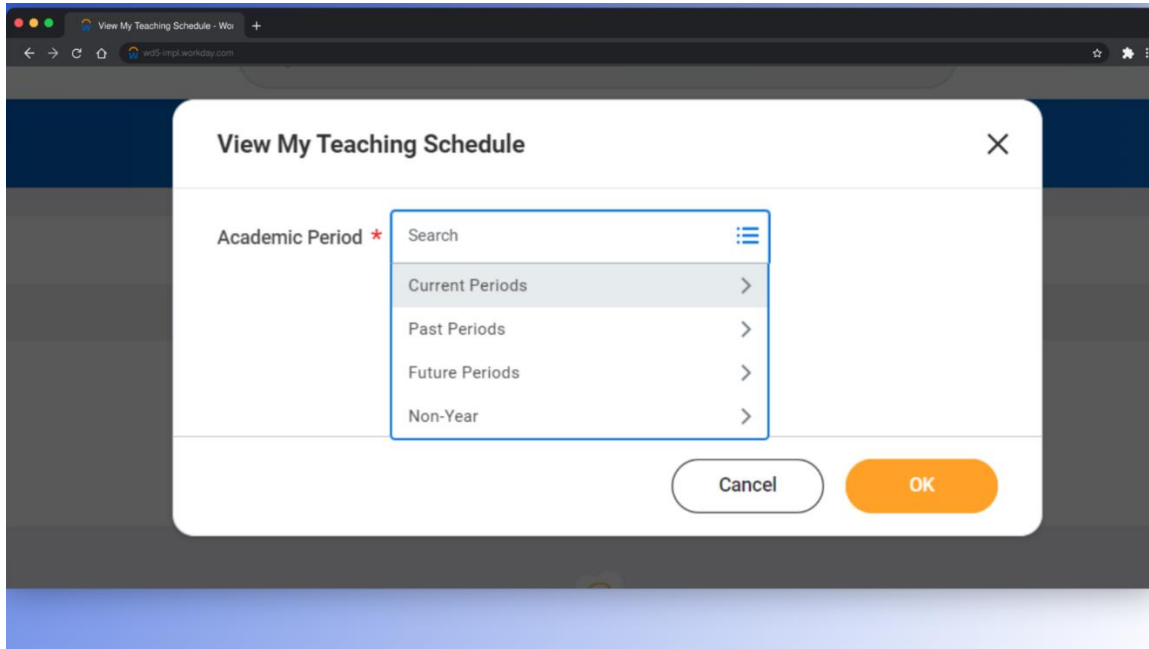 View My Teaching Schedule - Wor
wd5-impl.workday.com
View My Teaching Schedule
Academic Period *
Search
Current Periods
Past Periods
Future Periods
Non-Year
Cancel
OK